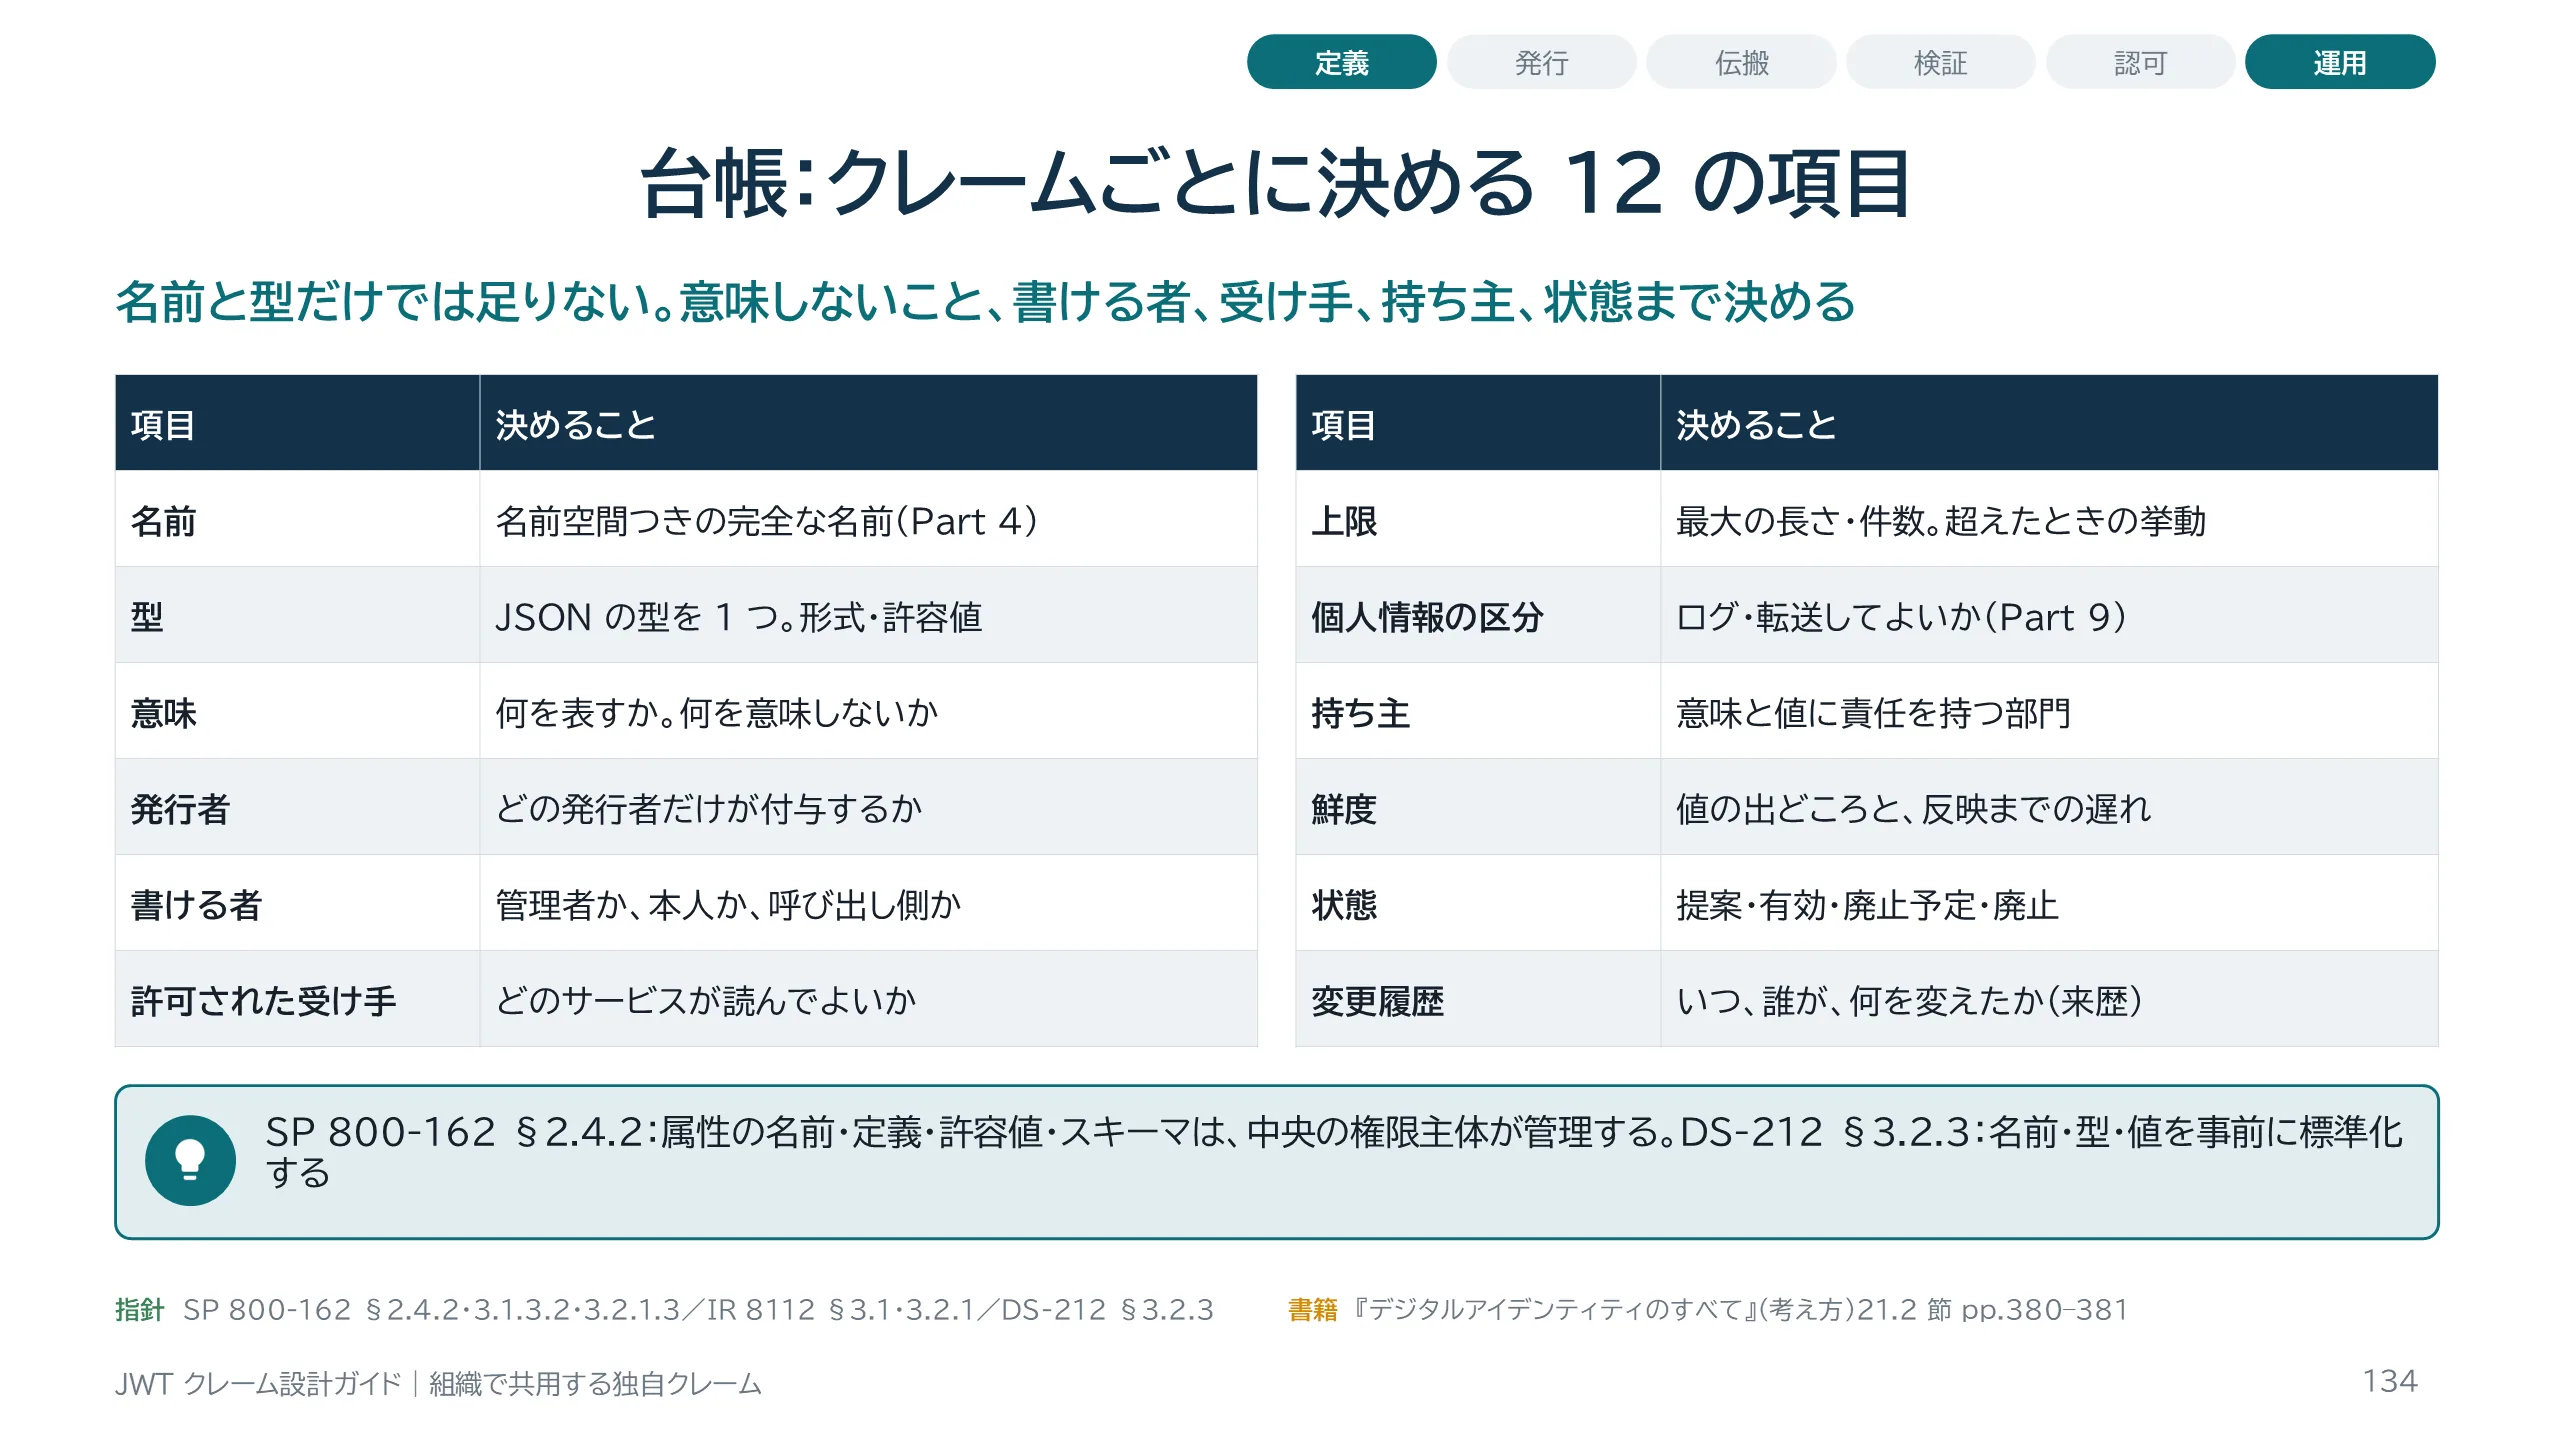 定義 発行 伝搬 検証 認可 運用
台帳：クレームごとに決める 12 の項目
名前と型だけでは足りない。意味しないこと、書ける者、受け手、持ち主、状態まで決める
項目 決めること
名前 名前空間つきの完全な名前（Part 4）
型 JSON の型を 1 つ。形式・許容値
意味 何を表すか。何を意味しないか
発行者 どの発行者だけが付与するか
書ける者 管理者か、本人か、呼び出し側か
許可された受け手 どのサービスが読んでよいか
項目 決めること
上限 最大の長さ・件数。超えたときの挙動
個人情報の区分 ログ・転送してよいか（Part 9）
持ち主 意味と値に責任を持つ部門
鮮度 値の出どころと、反映までの遅れ
状態 提案・有効・廃止予定・廃止
変更履歴 いつ、誰が、何を変えたか（来歴）
SP 800-162 §2.4.2：属性の名前・定義・許容値・スキーマは、中央の権限主体が管理する。DS-212 §3.2.3：名前・型・値を事前に標準化
する
指針 SP 800-162 §2.4.2・3.1.3.2・3.2.1.3／IR 8112 §3.1・3.2.1／DS-212 §3.2.3
書籍 『デジタルアイデンティティのすべて』（考え方）21.2 節 pp.380–381
JWT クレーム設計ガイド｜組織で共用する独自クレーム
134